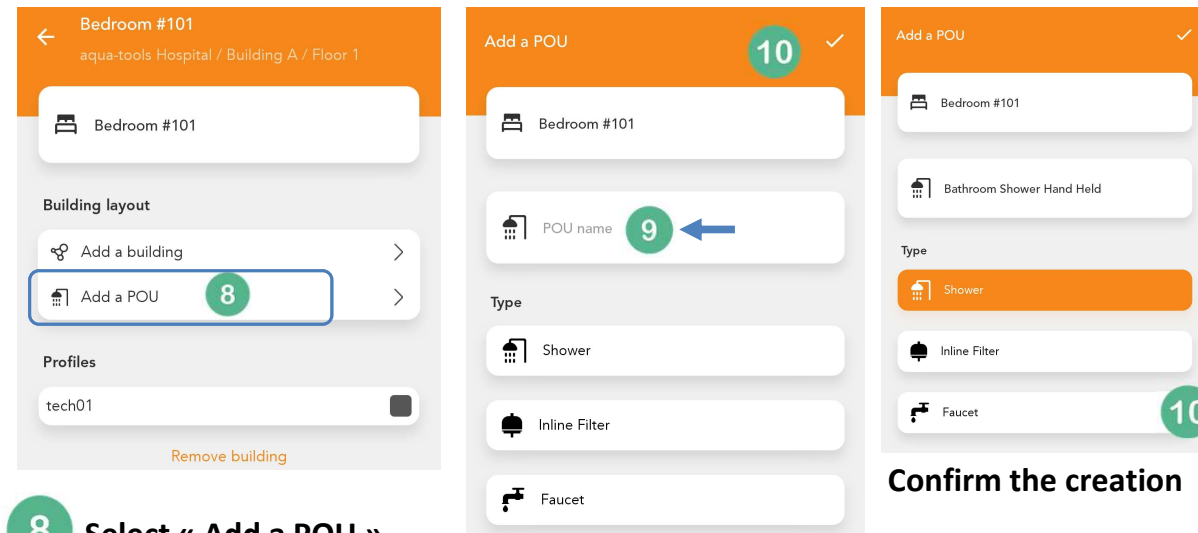 Bedroom #101
aqua-tools Hospital / Building A / Floor 1
Bedroom #101
Building layout
Add a building
Add a POU
8
Profiles
tech01
Remove building
8
Select « Add a POU »
Add a POU
10
Bedroom #101
POU name
9
Type
Shower
Inline Filter
Faucet
Add a POU
Bedroom #101
Bathroom Shower Hand Held
Type
Shower
Inline Filter
Faucet
10
Confirm the creation